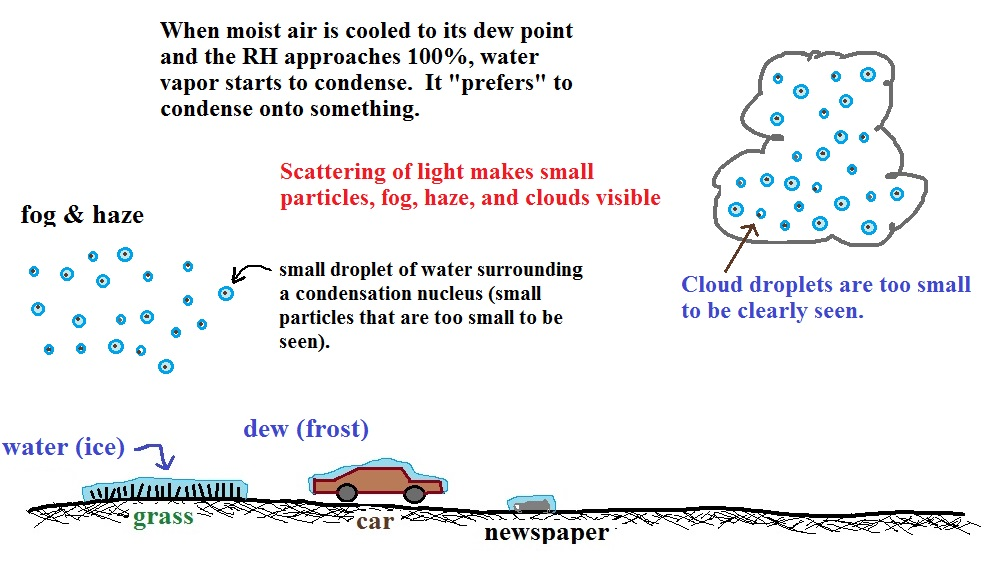 When moist air is cooled to its dew point
and the RH approaches 100%, water
vapor starts to condense.  It "prefers" to
condense onto something.
Scattering of light makes small
particles, fog, haze, and clouds visible
fog & haze
small droplet of water surrounding
a condensation nucleus (small
particles that are too small to be
seen).
Cloud droplets are too small
to be clearly seen.
dew (frost)
water (ice)
grass
car
newspaper